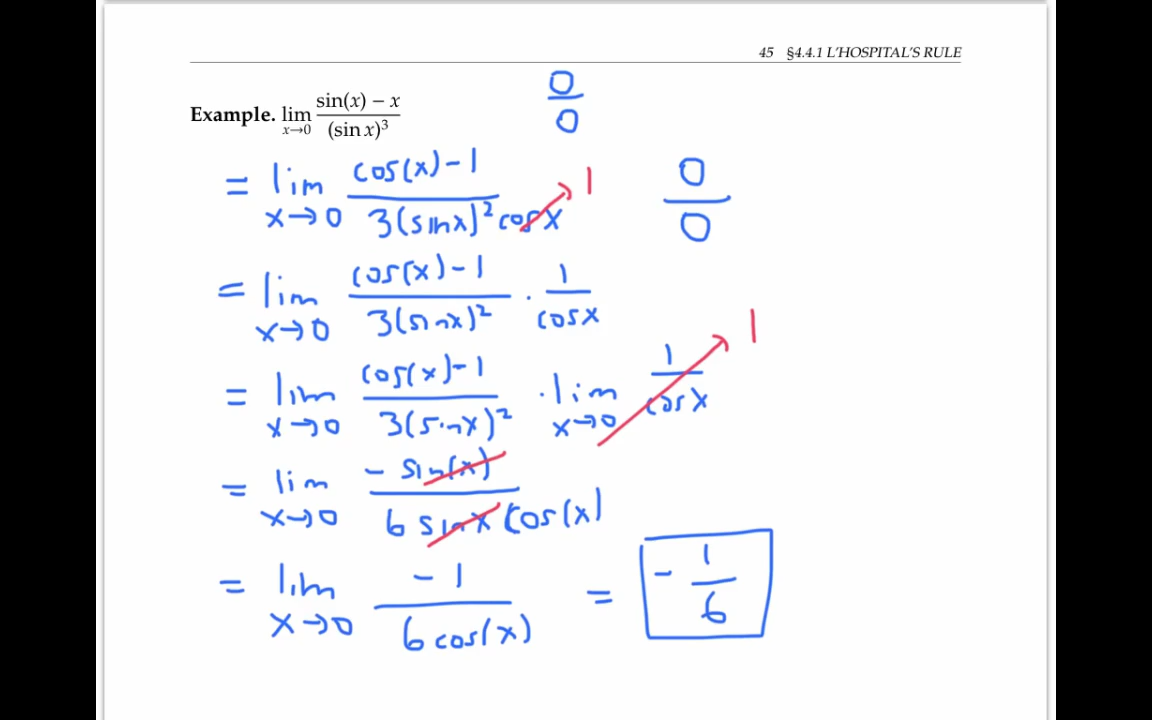 45 §4.4.1 L'HOSPITAL'S RULE
Example. lim x→0 (sin(x) − x)/((sin x)³) 0/0
= lim x→0 (cos(x) − 1)/(3(sin x)² cos x) → 1 0/0
= lim x→0 (cos(x) − 1)/(3(sin x)²) · 1/(cos x)
= lim x→0 (cos(x) − 1)/(3(sin x)²) · lim x→0 1/(cos x) → 1
= lim x→0 (− sin(x))/(6 sin x cos(x))
= lim x→0 (− 1)/(6 cos(x)) = − 1/6